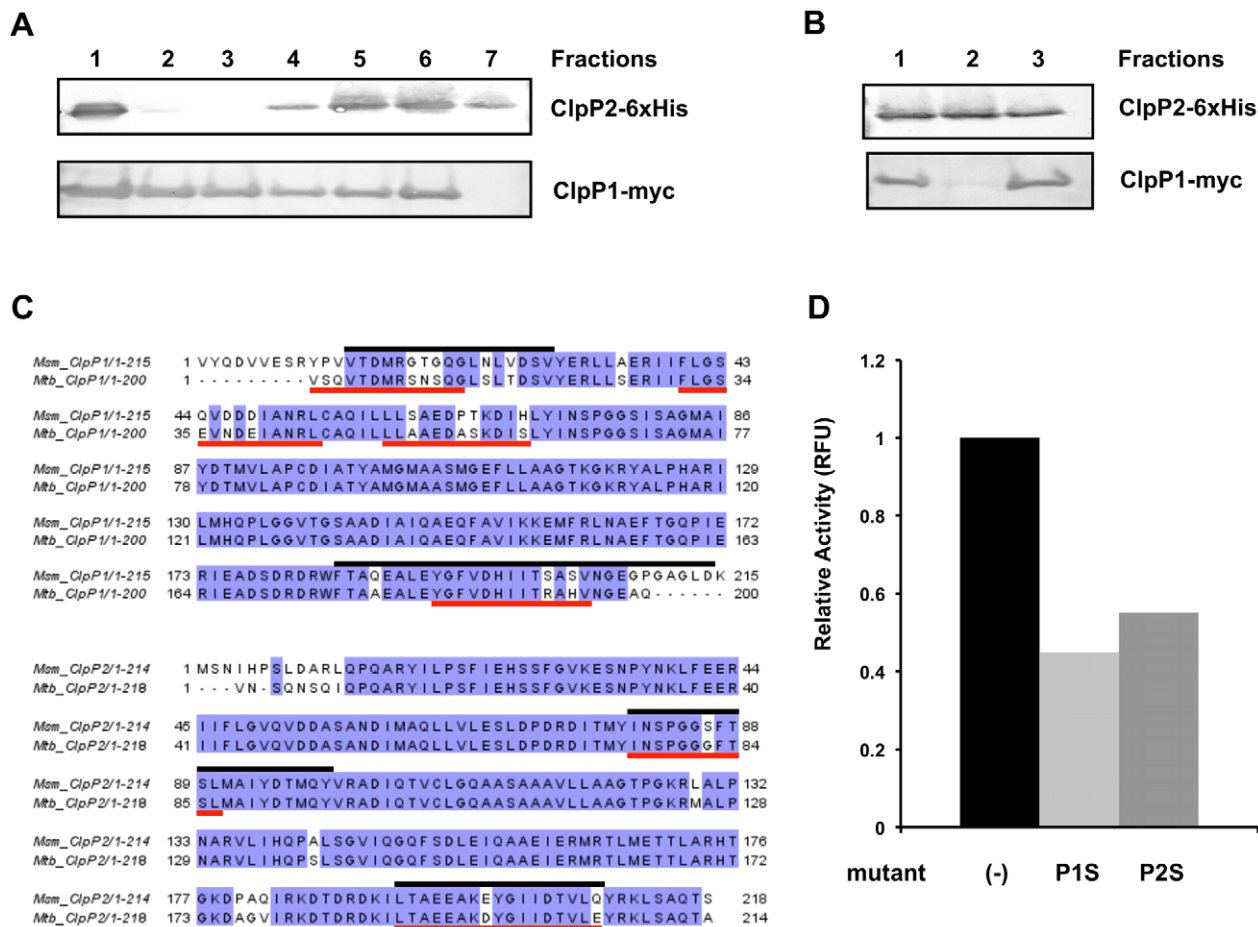 A
1 2 3 4 5 6 7 Fractions
ClpP2-6xHis
ClpP1-myc
B
1 2 3 Fractions
ClpP2-6xHis
ClpP1-myc
C
Msm_ClpP1/1-215 1 VYQDVVESRYPVVTDMRGTGQGLNLVDSVYERLLAERIIFLGS 43
Mtb_ClpP1/1-200 1 ---------VSQVTDMRSNSQGLSLTDSVYERLLSERIIFLGS 34
Msm_ClpP1/1-215 44 QVDDDIANRLCAQILLLSAEDPTKDIHLYINSPGGSISAGMAI 86
Mtb_ClpP1/1-200 35 EVNDEIANRLCAQILLLAAEDASKDISLYINSPGGSISAGMAI 77
Msm_ClpP1/1-215 87 YDTMVLAPCDIATYAMGMAASMGEFLLAAGTKGKRYALPHARI 129
Mtb_ClpP1/1-200 78 YDTMVLAPCDIATYAMGMAASMGEFLLAAGTKGKRYALPHARI 120
Msm_ClpP1/1-215 130 LMHQPLGGVTGSAADIAIQAEQFAVIKKEMFRLNAEFTGQPIE 172
Mtb_ClpP1/1-200 121 LMHQPLGGVTGSAADIAIQAEQFAVIKKEMFRLNAEFTGQPIE 163
Msm_ClpP1/1-215 173 RIEADSDRDRWFTAQEALEYGFVDHIITSASVNGEGPGAGLDK 215
Mtb_ClpP1/1-200 164 RIEADSDRDRWFTAAEALEYGFVDHIITRAHVNGEAQ------ 200
Msm_ClpP2/1-214 1 MSNIHPSLDARLQPQARYILPSFIEHSSFGVKESNPYNKLFEER 44
Mtb_ClpP2/1-218 1 ---VN-SQNSQIQPQARYILPSFIEHSSFGVKESNPYNKLFEER 40
Msm_ClpP2/1-214 45 IIFLGVQVDDASANDIMAQLLVLESLDPDRDITMYINSPGGSFT 88
Mtb_ClpP2/1-218 41 IIFLGVQVDDASANDIMAQLLVLESLDPDRDITMYINSPGGGFT 84
Msm_ClpP2/1-214 89 SLMAIYDTMQYVRADIQTVCLGQAASAAAVLLAAGTPGKRLALP 132
Mtb_ClpP2/1-218 85 SLMAIYDTMQYVRADIQTVCLGQAASAAAVLLAAGTPGKRMALP 128
Msm_ClpP2/1-214 133 NARVLIHQPALSGVIQGQFSDLEIQAAEIERMRTLMETTLARHT 176
Mtb_ClpP2/1-218 129 NARVLIHQPSLSGVIQGQFSDLEIQAAEIERMRTLMETTLARHT 172
Msm_ClpP2/1-214 177 GKDPAQIRKDTDRDKILTAEEAKEYGIIDTVLQYRKLSAQTS 218
Mtb_ClpP2/1-218 173 GKDAGVIRKDTDRDKILTAEEAKDYGIIDTVLEYRKLSAQTA 214
D
Relative Activity (RFU)
1.2
1
0.8
0.6
0.4
0.2
0
mutant (-) P1S P2S